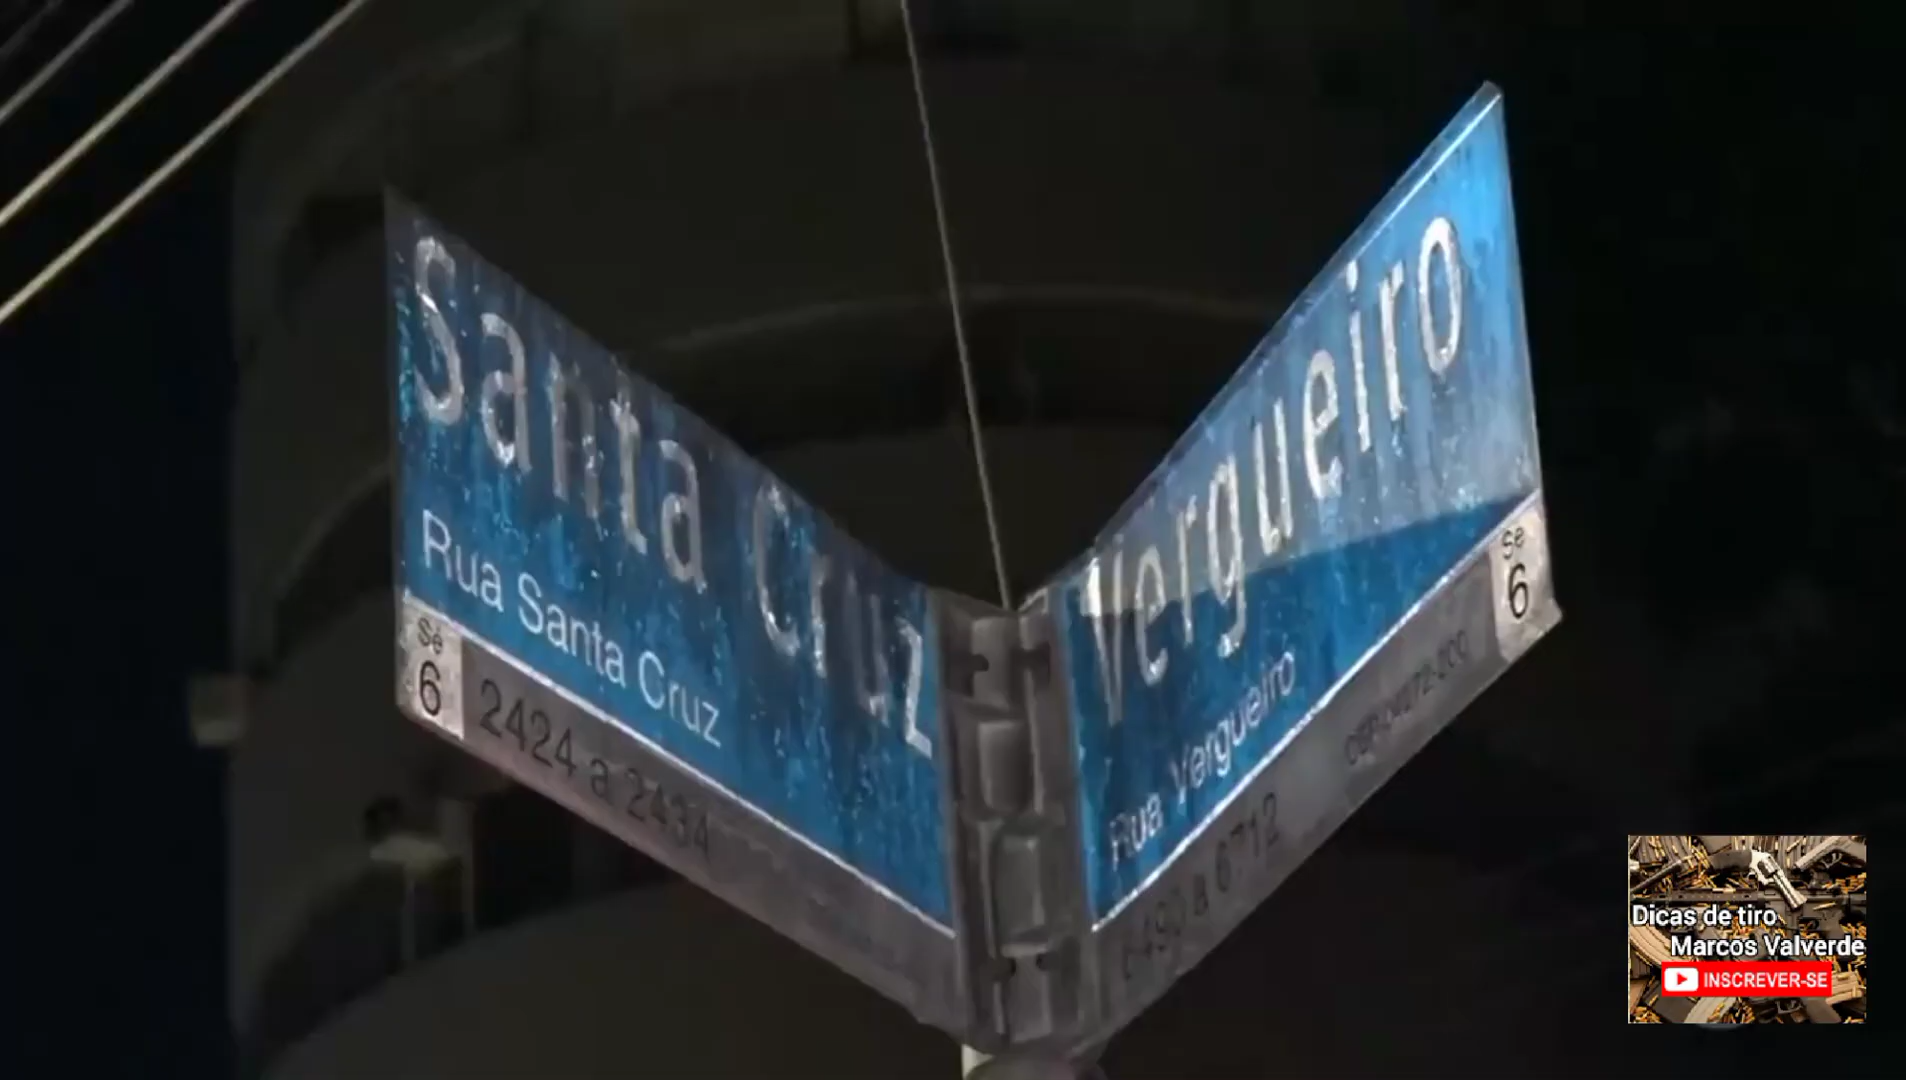 Santa Cruz
Rua Santa Cruz
Sé
6
2424 a 2434
Vergueiro
Rua Vergueiro
Sé
6
a 6712
Dicas de tiro
Marcos Valverde
INSCREVER-SE